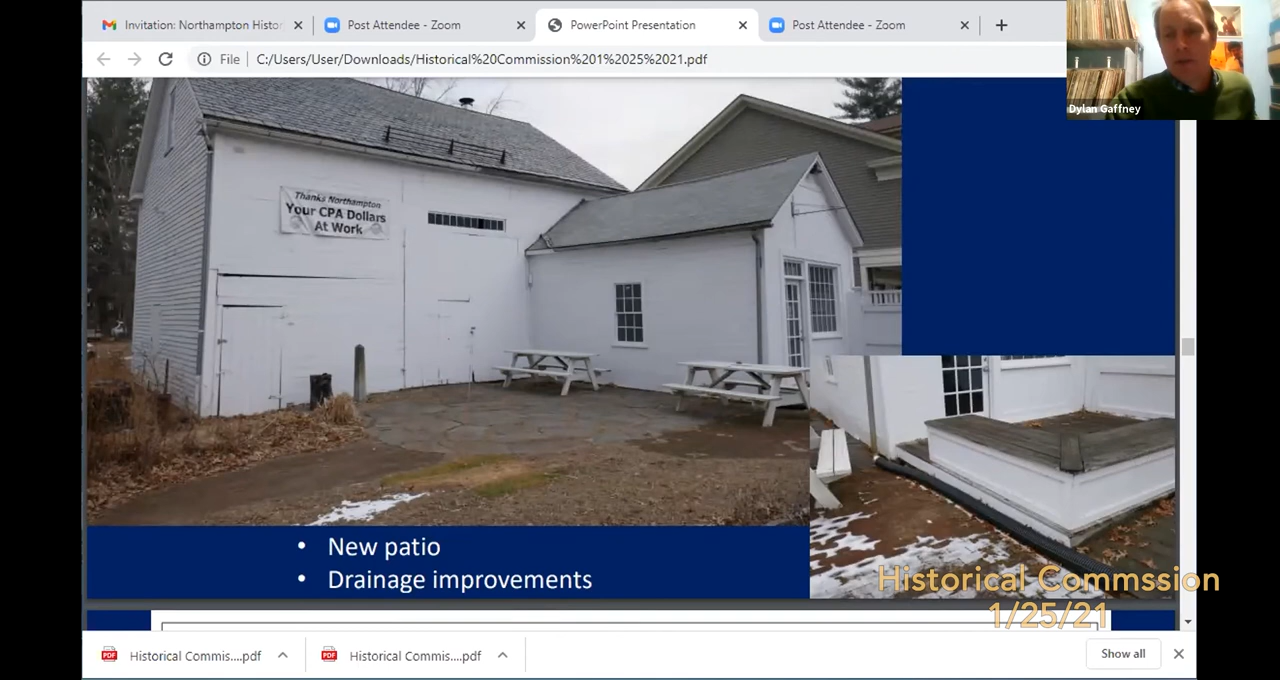 Invitation: Northampton Histor
Post Attendee - Zoom
PowerPoint Presentation
Post Attendee - Zoom
File
C:/Users/User/Downloads/Historical%20Commission%201%2025%2021.pdf
Dylan Gaffney
Thanks Northampton
Your CPA Dollars
At Work
• New patio
• Drainage improvements
Historical Commssion
1/25/21
Historical Commis....pdf
Historical Commis....pdf
Show all